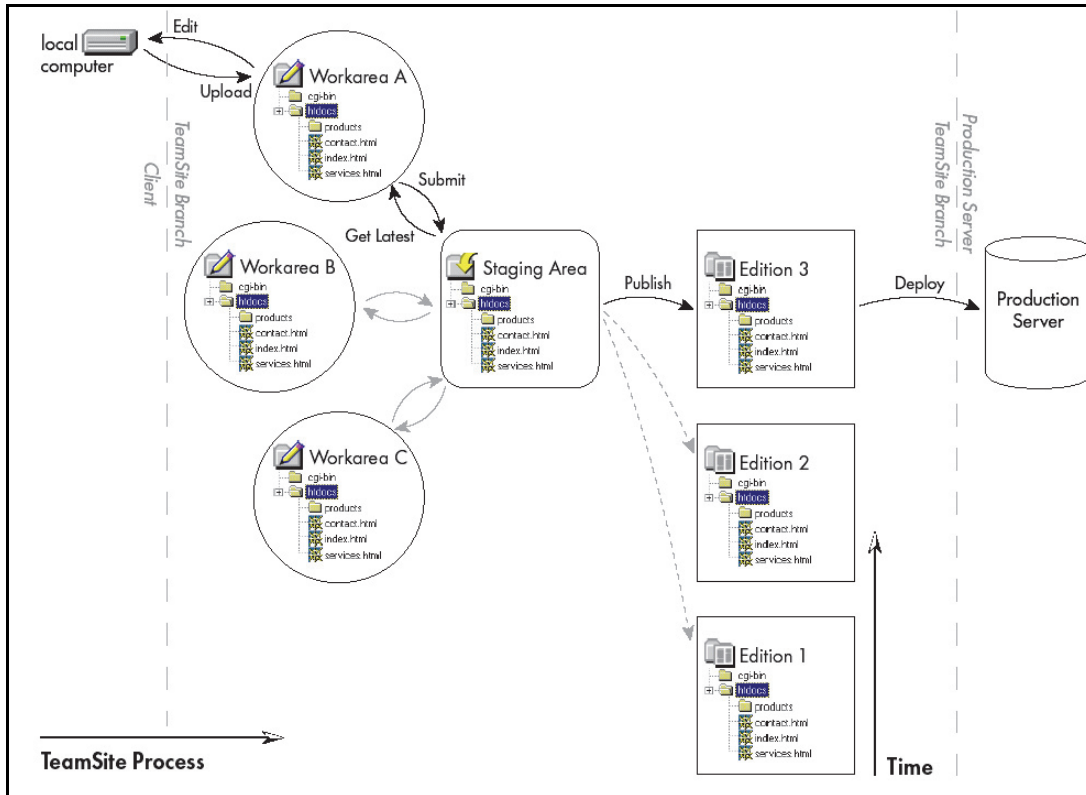 local
computer
Edit
Upload
Client
TeamSite Branch
Workarea A
cgi-bin
htdocs
products
contact.html
index.html
services.html
Submit
Get Latest
Workarea B
cgi-bin
htdocs
products
contact.html
index.html
services.html
Workarea C
cgi-bin
htdocs
products
contact.html
index.html
services.html
Staging Area
cgi-bin
htdocs
products
contact.html
index.html
services.html
Publish
Edition 3
cgi-bin
htdocs
products
contact.html
index.html
services.html
Deploy
TeamSite Branch
Production Server
Production
Server
Edition 2
cgi-bin
htdocs
products
contact.html
index.html
services.html
Edition 1
cgi-bin
htdocs
products
contact.html
index.html
services.html
TeamSite Process
Time